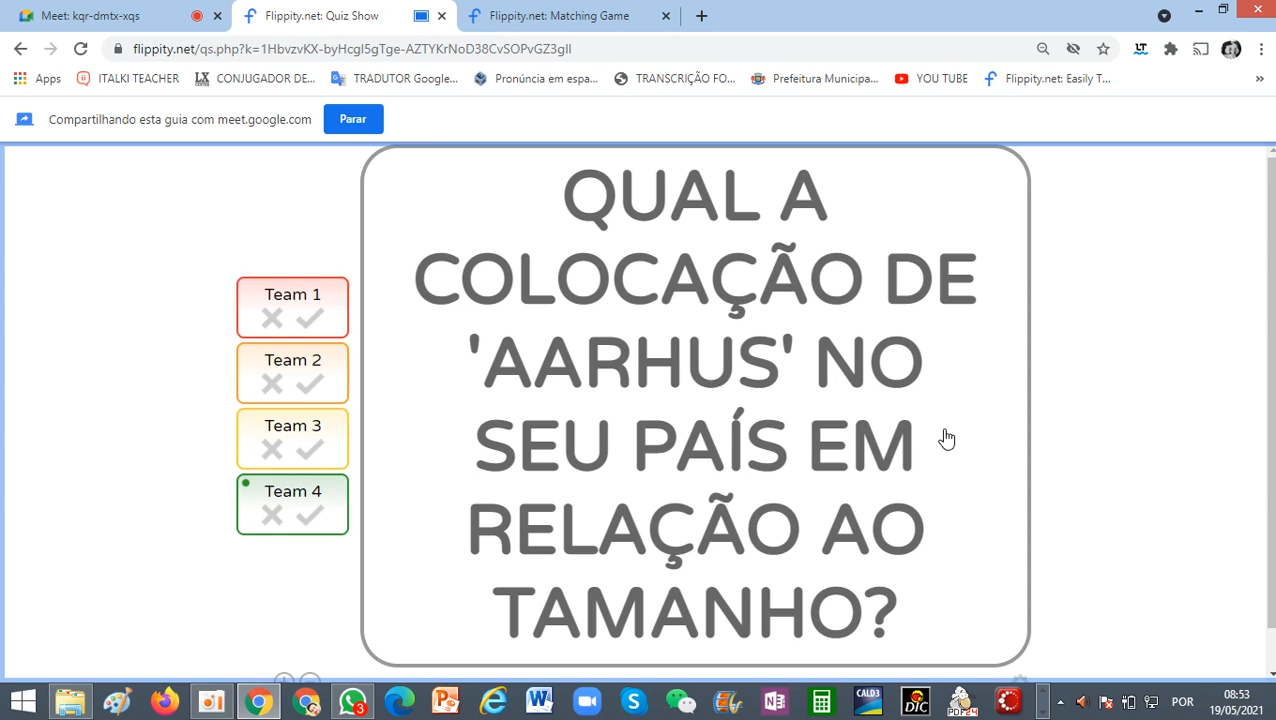 Meet: kqr-dmtx-xqs
Flippity.net: Quiz Show
Flippity.net: Matching Game
flippity.net/qs.php?k=1HbvzvKX-byHcgI5gTge-AZTYKrNoD38CvSOPvGZ3gII
Apps
ITALKI TEACHER
CONJUGADOR DE...
TRADUTOR Google...
Pronúncia em espa...
TRANSCRIÇÃO FO...
Prefeitura Municipa...
YOU TUBE
Flippity.net: Easily T...
Compartilhando esta guia com meet.google.com
Parar
QUAL A
COLOCAÇÃO DE
'AARHUS' NO
SEU PAÍS EM
RELAÇÃO AO
TAMANHO?
Team 1
Team 2
Team 3
Team 4
POR
08:53
19/05/2021